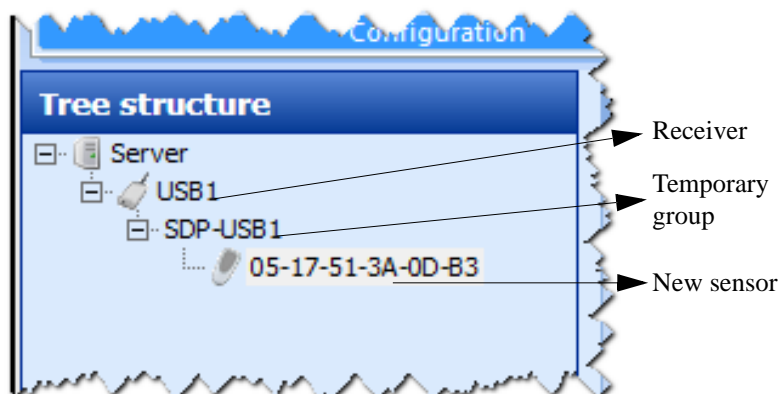 Configuration
Tree structure
Server
USB1
SDP-USB1
05-17-51-3A-0D-B3
Receiver
Temporary
group
New sensor